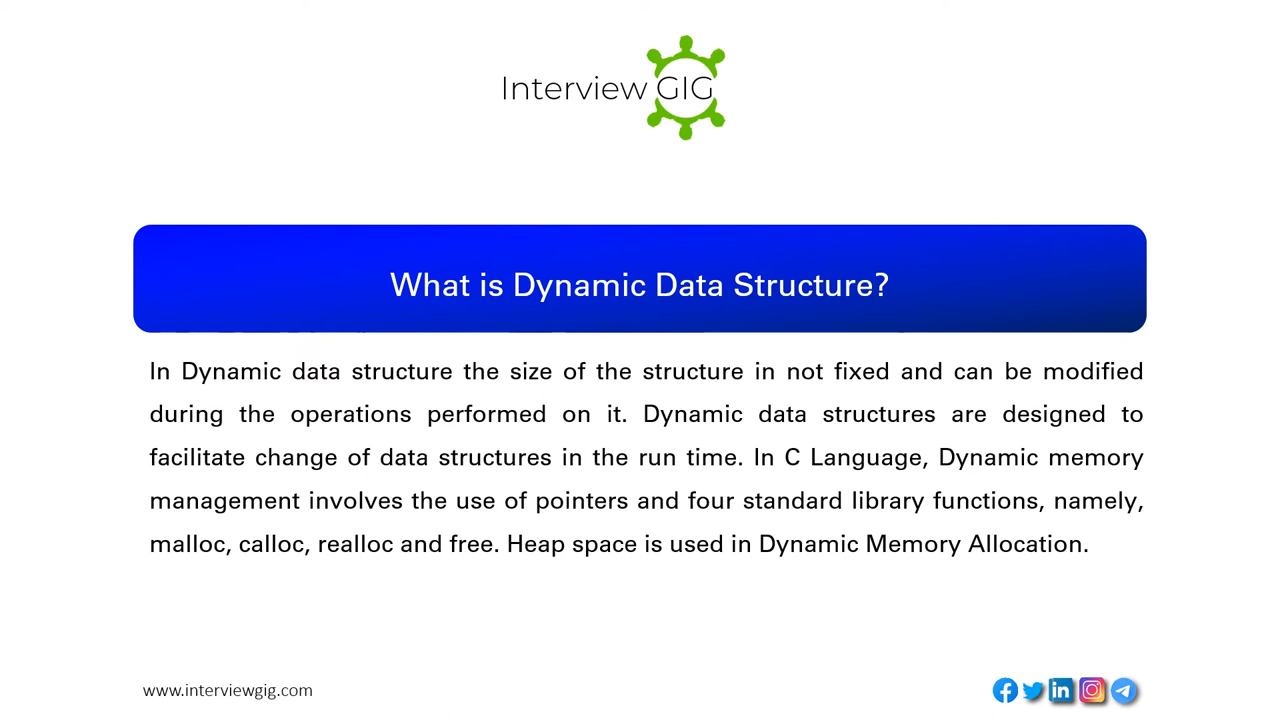 Interview GIG
What is Dynamic Data Structure?
In Dynamic data structure the size of the structure in not fixed and can be modified
during the operations performed on it. Dynamic data structures are designed to
facilitate change of data structures in the run time. In C Language, Dynamic memory
management involves the use of pointers and four standard library functions, namely,
malloc, calloc, realloc and free. Heap space is used in Dynamic Memory Allocation.
www.interviewgig.com